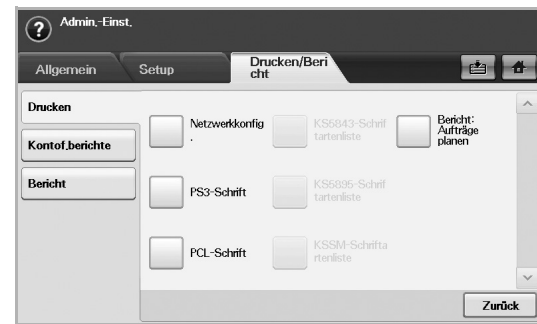 ?
Admin.-Einst.
Allgemein
Setup
Drucken/Beri
cht
Drucken
Kontof.berichte
Bericht
Netzwerkkonfig
.
KS5843-Schrif
tartenliste
Bericht:
Aufträge
planen
PS3-Schrift
KS5895-Schrif
tartenliste
PCL-Schrift
KSSM-Schrifta
rtenliste
Zurück